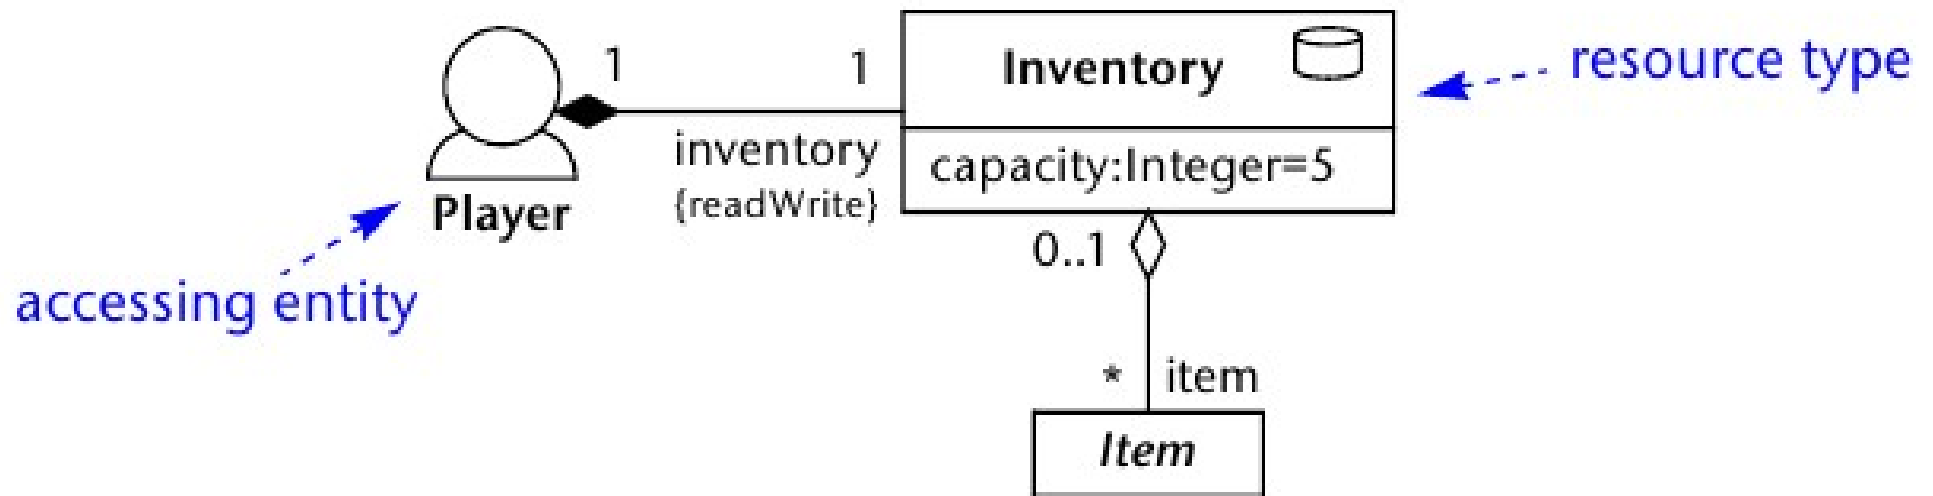 1
1
Inventory
resource type
inventory
{readWrite}
capacity:Integer=5
Player
accessing entity
0..1
*
item
Item